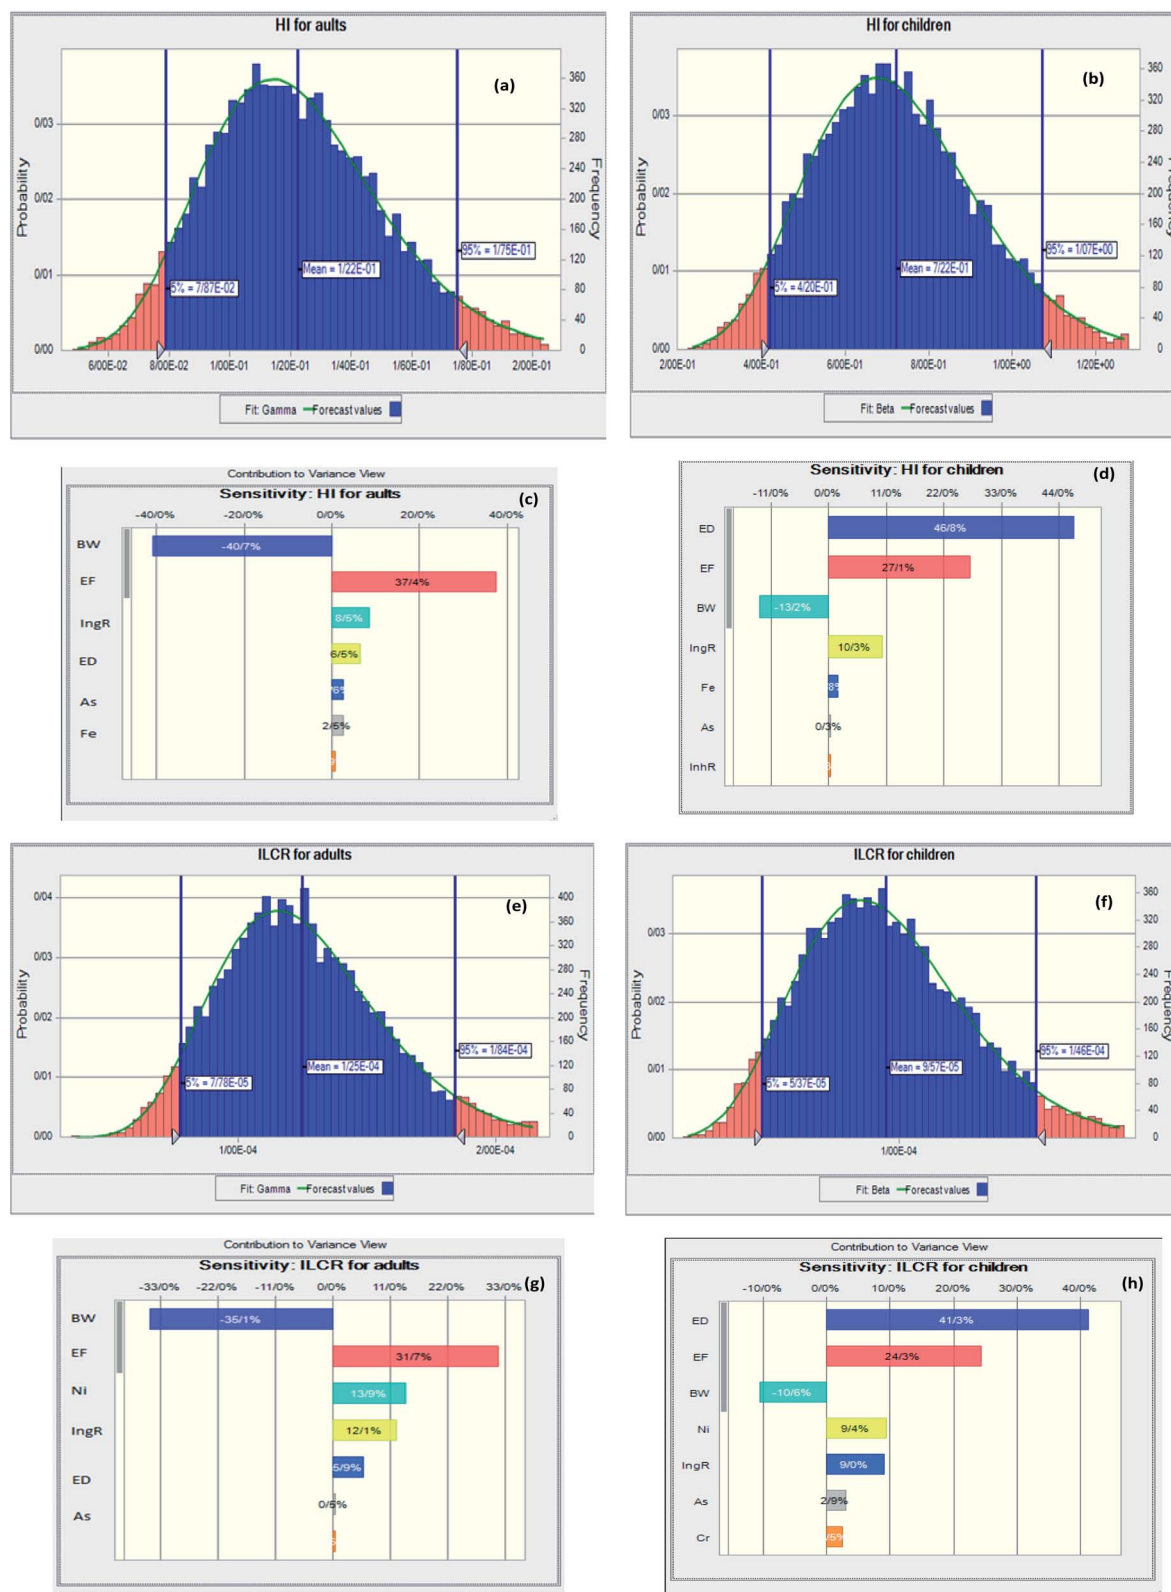 HI for aults
(a)
0/03
0/02
0/01
0/00
Probability
360
320
280
240
200
160
120
80
40
0
Frequency
95% = 1/75E-01
Mean = 1/22E-01
5% = 7/87E-02
6/00E-02 8/00E-02 1/00E-01 1/20E-01 1/40E-01 1/60E-01 1/80E-01 2/00E-01
Fit: Gamma Forecast values
HI for children
(b)
0/03
0/02
0/01
0/00
Probability
360
320
280
240
200
160
120
80
40
0
Frequency
95% = 1/07E+00
Mean = 7/22E-01
5% = 4/20E-01
2/00E-01 4/00E-01 6/00E-01 8/00E-01 1/00E+00 1/20E+00
Fit: Beta Forecast values
Contribution to Variance View
Sensitivity: HI for aults
(c)
-40/0% -20/0% 0/0% 20/0% 40/0%
BW -40/7%
EF 37/4%
IngR 8/5%
ED 6/5%
As
Fe 2/5%
Sensitivity: HI for children
(d)
-11/0% 0/0% 11/0% 22/0% 33/0% 44/0%
ED 46/8%
EF 27/1%
BW -13/2%
IngR 10/3%
Fe
As 0/3%
InhR
ILCR for adults
(e)
0/04
0/03
0/02
0/01
0/00
Probability
400
360
320
280
240
200
160
120
80
40
0
Frequency
95% = 1/84E-04
Mean = 1/25E-04
5% = 7/78E-05
1/00E-04 2/00E-04
Fit: Gamma Forecast values
ILCR for children
(f)
0/03
0/02
0/01
0/00
Probability
360
320
280
240
200
160
120
80
40
0
Frequency
95% = 1/46E-04
Mean = 9/57E-05
5% = 5/37E-05
1/00E-04
Fit: Beta Forecast values
Contribution to Variance View
Sensitivity: ILCR for adults
(g)
-33/0% -22/0% -11/0% 0/0% 11/0% 22/0% 33/0%
BW -35/1%
EF 31/7%
Ni 13/9%
IngR 12/1%
ED 5/9%
As 0/5%
Contribution to Variance View
Sensitivity: ILCR for children
(h)
-10/0% 0/0% 10/0% 20/0% 30/0% 40/0%
ED 41/3%
EF 24/3%
BW -10/6%
Ni 9/4%
IngR 9/0%
As 2/9%
Cr